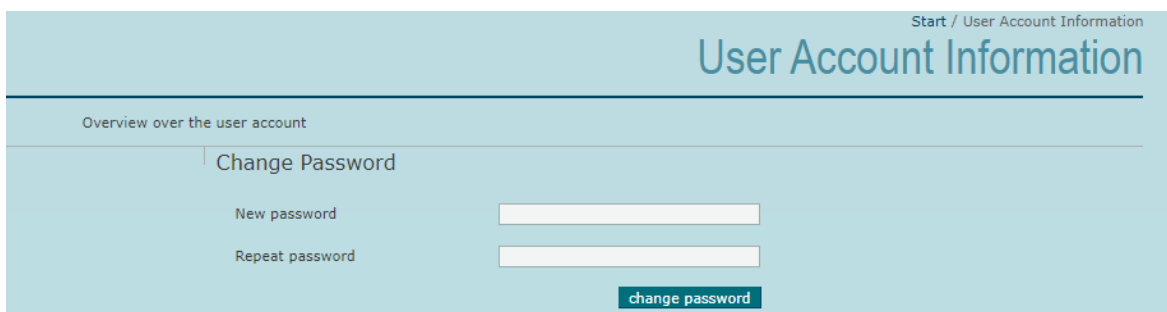 Start / User Account Information
User Account Information
Overview over the user account
Change Password
New password
Repeat password
change password